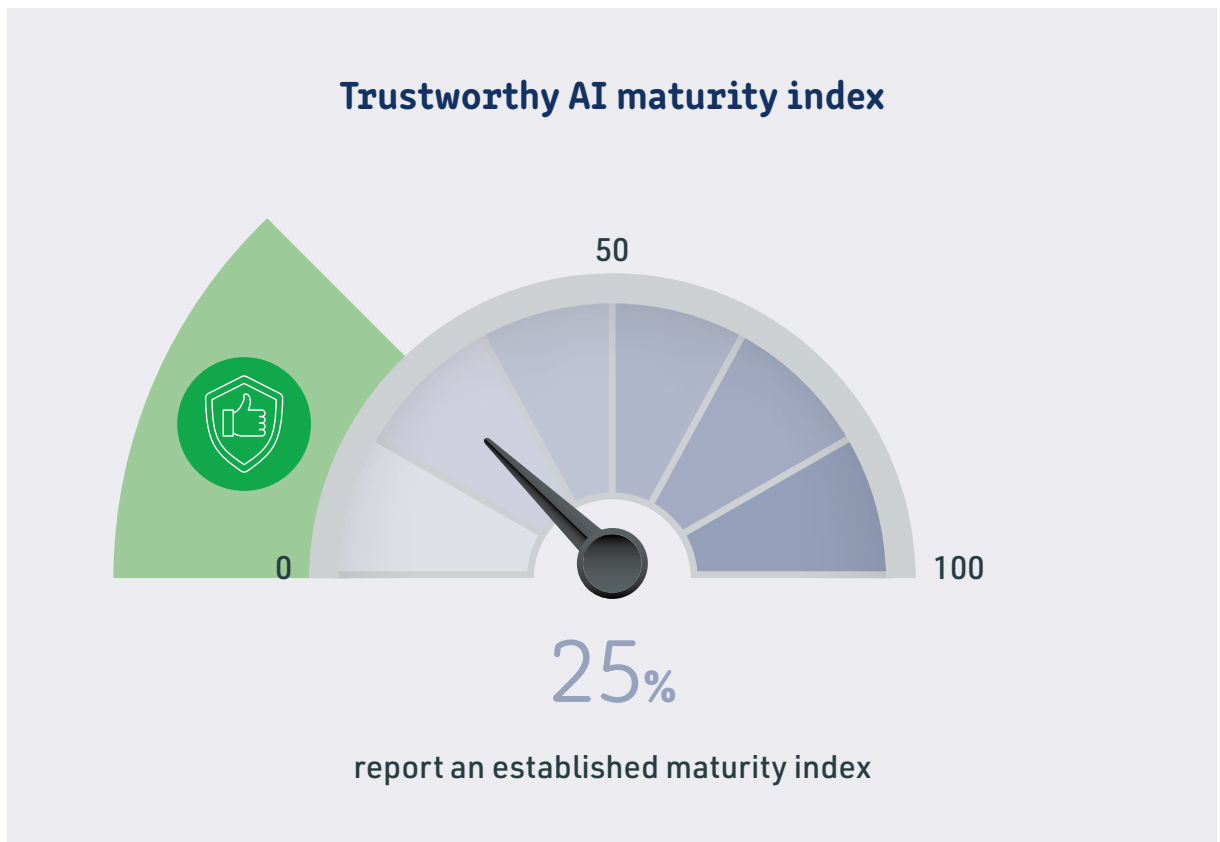 Trustworthy AI maturity index
50
0
100
25%
report an established maturity index